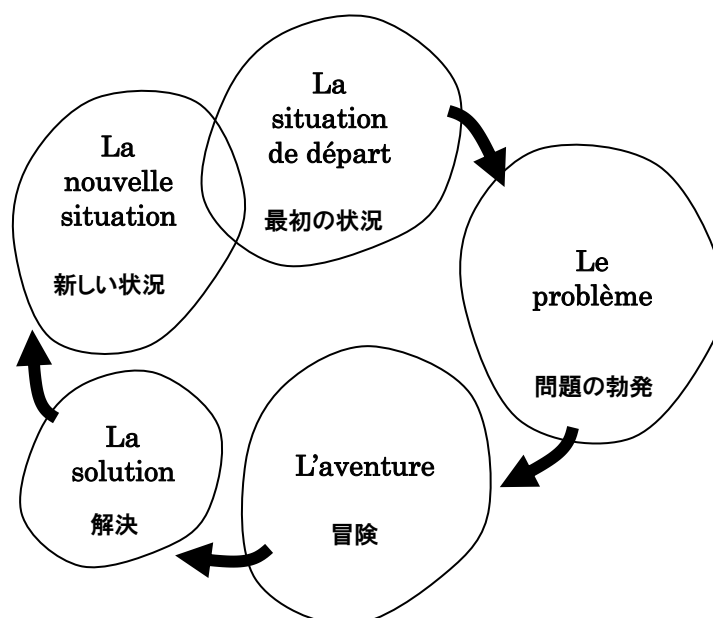 La
situation
de départ
最初の状況
Le
problème
問題の勃発
L'aventure
冒険
La
solution
解決
La
nouvelle
situation
新しい状況